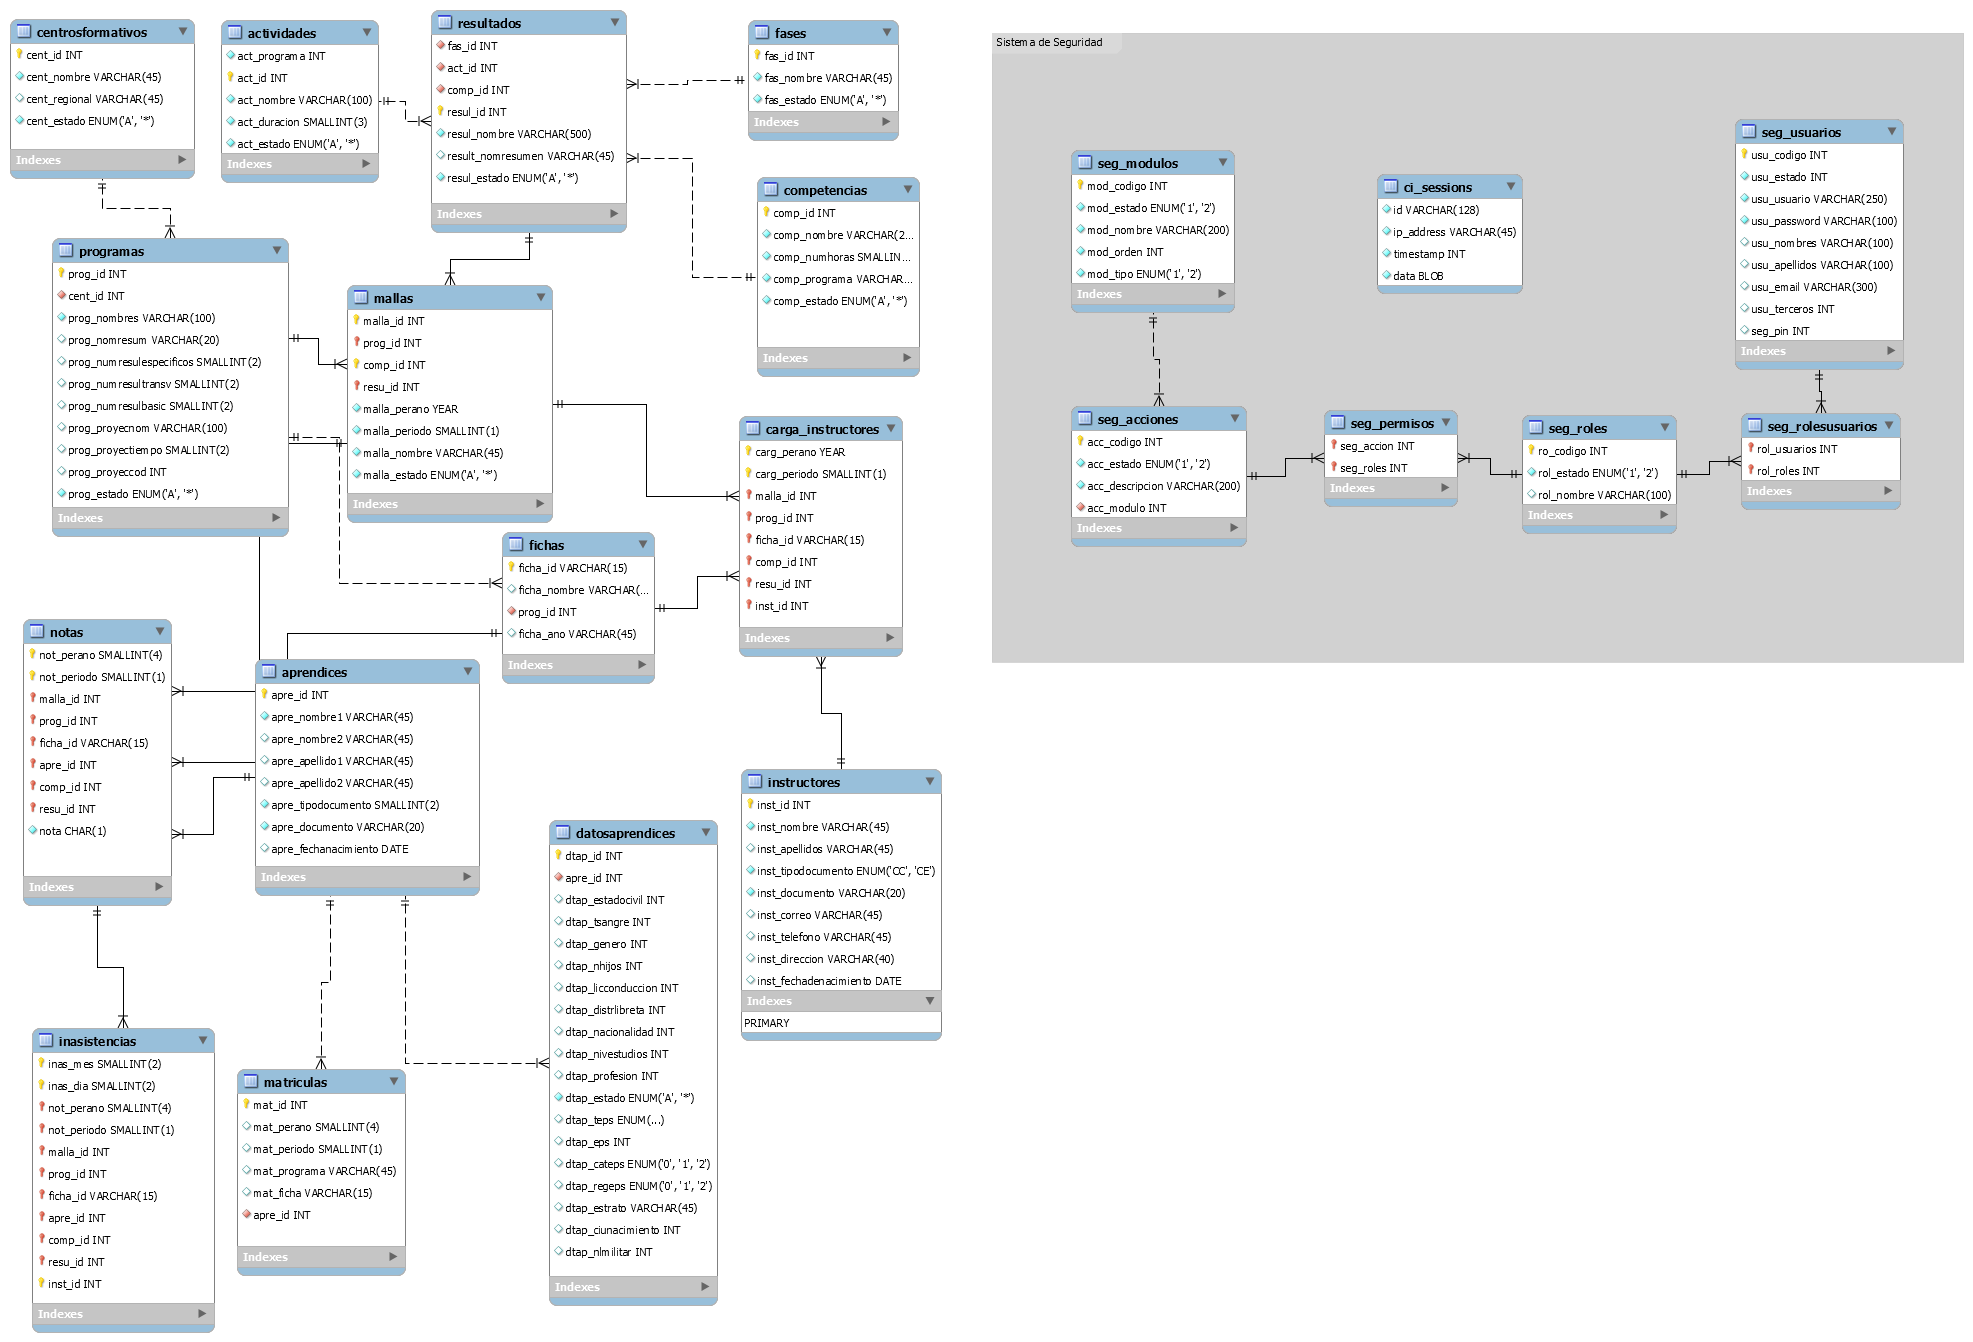 centrosformativos
cent_id INT
cent_nombre VARCHAR(45)
cent_regional VARCHAR(45)
cent_estado ENUM('A', '*')
Indexes
actividades
act_programa INT
act_id INT
act_nombre VARCHAR(100)
act_duracion SMALLINT(3)
act_estado ENUM('A', '*')
Indexes
resultados
fas_id INT
act_id INT
comp_id INT
resul_id INT
resul_nombre VARCHAR(500)
result_nomresumen VARCHAR(45)
resul_estado ENUM('A', '*')
Indexes
fases
fas_id INT
fas_nombre VARCHAR(45)
fas_estado ENUM('A', '*')
Indexes
competencias
comp_id INT
comp_nombre VARCHAR(2...
comp_numhoras SMALLIN...
comp_programa VARCHAR...
comp_estado ENUM('A', '*')
Indexes
programas
prog_id INT
cent_id INT
prog_nombres VARCHAR(100)
prog_nomresum VARCHAR(20)
prog_numresulespecificos SMALLINT(2)
prog_numresultransv SMALLINT(2)
prog_numresulbasic SMALLINT(2)
prog_proyecnom VARCHAR(100)
prog_proyectiempo SMALLINT(2)
prog_proyeccod INT
prog_estado ENUM('A', '*')
Indexes
mallas
malla_id INT
prog_id INT
comp_id INT
resu_id INT
malla_perano YEAR
malla_periodo SMALLINT(1)
malla_nombre VARCHAR(45)
malla_estado ENUM('A', '*')
Indexes
carga_instructores
carg_perano YEAR
carg_periodo SMALLINT(1)
malla_id INT
prog_id INT
ficha_id VARCHAR(15)
comp_id INT
resu_id INT
inst_id INT
Indexes
fichas
ficha_id VARCHAR(15)
ficha_nombre VARCHAR(...
prog_id INT
ficha_ano VARCHAR(45)
Indexes
notas
not_perano SMALLINT(4)
not_periodo SMALLINT(1)
malla_id INT
prog_id INT
ficha_id VARCHAR(15)
apre_id INT
comp_id INT
resu_id INT
nota CHAR(1)
Indexes
aprendices
apre_id INT
apre_nombre1 VARCHAR(45)
apre_nombre2 VARCHAR(45)
apre_apellido1 VARCHAR(45)
apre_apellido2 VARCHAR(45)
apre_tipodocumento SMALLINT(2)
apre_documento VARCHAR(20)
apre_fechanacimiento DATE
Indexes
datosaprendices
dtap_id INT
apre_id INT
dtap_estadocivil INT
dtap_tsangre INT
dtap_genero INT
dtap_nhijos INT
dtap_licconduccion INT
dtap_distrlibreta INT
dtap_nacionalidad INT
dtap_nivestudios INT
dtap_profesion INT
dtap_estado ENUM('A', '*')
dtap_teps ENUM(...)
dtap_eps INT
dtap_cateps ENUM('0', '1', '2')
dtap_regeps ENUM('0', '1', '2')
dtap_estrato VARCHAR(45)
dtap_ciunacimiento INT
dtap_nlmilitar INT
Indexes
instructores
inst_id INT
inst_nombre VARCHAR(45)
inst_apellidos VARCHAR(45)
inst_tipodocumento ENUM('CC', 'CE')
inst_documento VARCHAR(20)
inst_correo VARCHAR(45)
inst_telefono VARCHAR(45)
inst_direccion VARCHAR(40)
inst_fechadenacimiento DATE
Indexes
PRIMARY
inasistencias
inas_mes SMALLINT(2)
inas_dia SMALLINT(2)
not_perano SMALLINT(4)
not_periodo SMALLINT(1)
malla_id INT
prog_id INT
ficha_id VARCHAR(15)
apre_id INT
comp_id INT
resu_id INT
inst_id INT
Indexes
matriculas
mat_id INT
mat_perano SMALLINT(4)
mat_periodo SMALLINT(1)
mat_programa VARCHAR(45)
mat_ficha VARCHAR(15)
apre_id INT
Indexes
Sistema de Seguridad
seg_modulos
mod_codigo INT
mod_estado ENUM('1', '2')
mod_nombre VARCHAR(200)
mod_orden INT
mod_tipo ENUM('1', '2')
Indexes
ci_sessions
id VARCHAR(128)
ip_address VARCHAR(45)
timestamp INT
data BLOB
seg_usuarios
usu_codigo INT
usu_estado INT
usu_usuario VARCHAR(250)
usu_password VARCHAR(100)
usu_nombres VARCHAR(100)
usu_apellidos VARCHAR(100)
usu_email VARCHAR(300)
usu_terceros INT
seg_pin INT
Indexes
seg_acciones
acc_codigo INT
acc_estado ENUM('1', '2')
acc_descripcion VARCHAR(200)
acc_modulo INT
Indexes
seg_permisos
seg_accion INT
seg_roles INT
Indexes
seg_roles
ro_codigo INT
rol_estado ENUM('1', '2')
rol_nombre VARCHAR(100)
Indexes
seg_rolesusuarios
rol_usuarios INT
rol_roles INT
Indexes